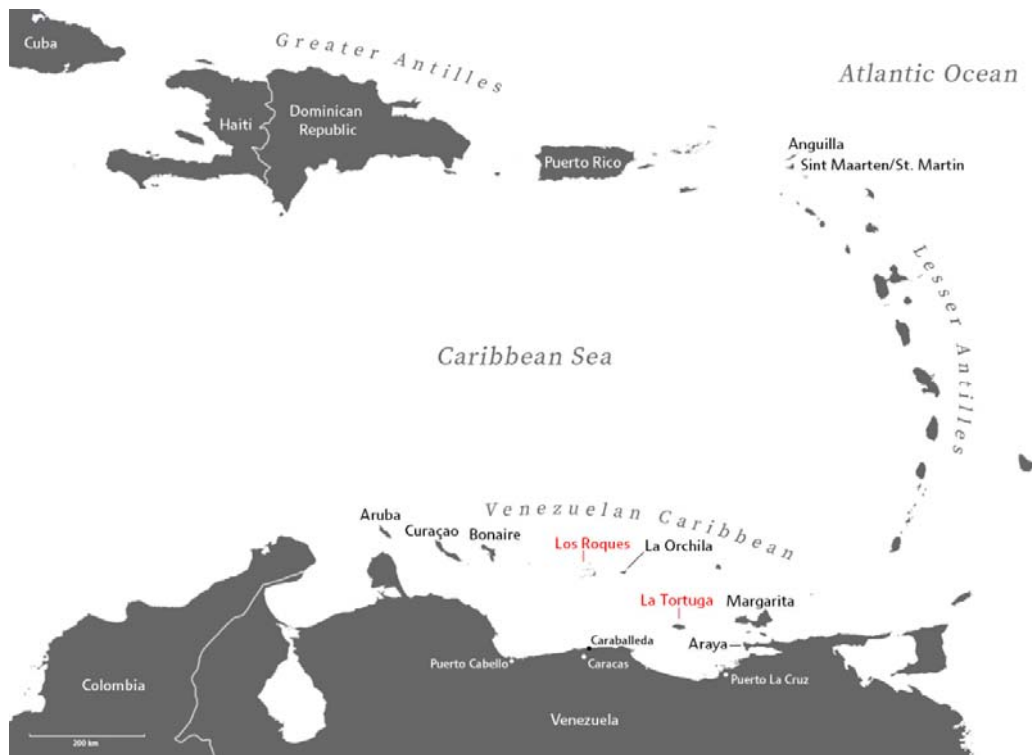 Cuba
Greater Antilles
Atlantic Ocean
Haiti
Dominican
Republic
Puerto Rico
Anguilla
Sint Maarten/St. Martin
Lesser Antilles
Caribbean Sea
Venezuelan Caribbean
Aruba
Curaçao
Bonaire
Los Roques
La Orchila
La Tortuga
Margarita
Caraballeda
Araya
Puerto Cabello
Caracas
Puerto La Cruz
Colombia
Venezuela
200 km